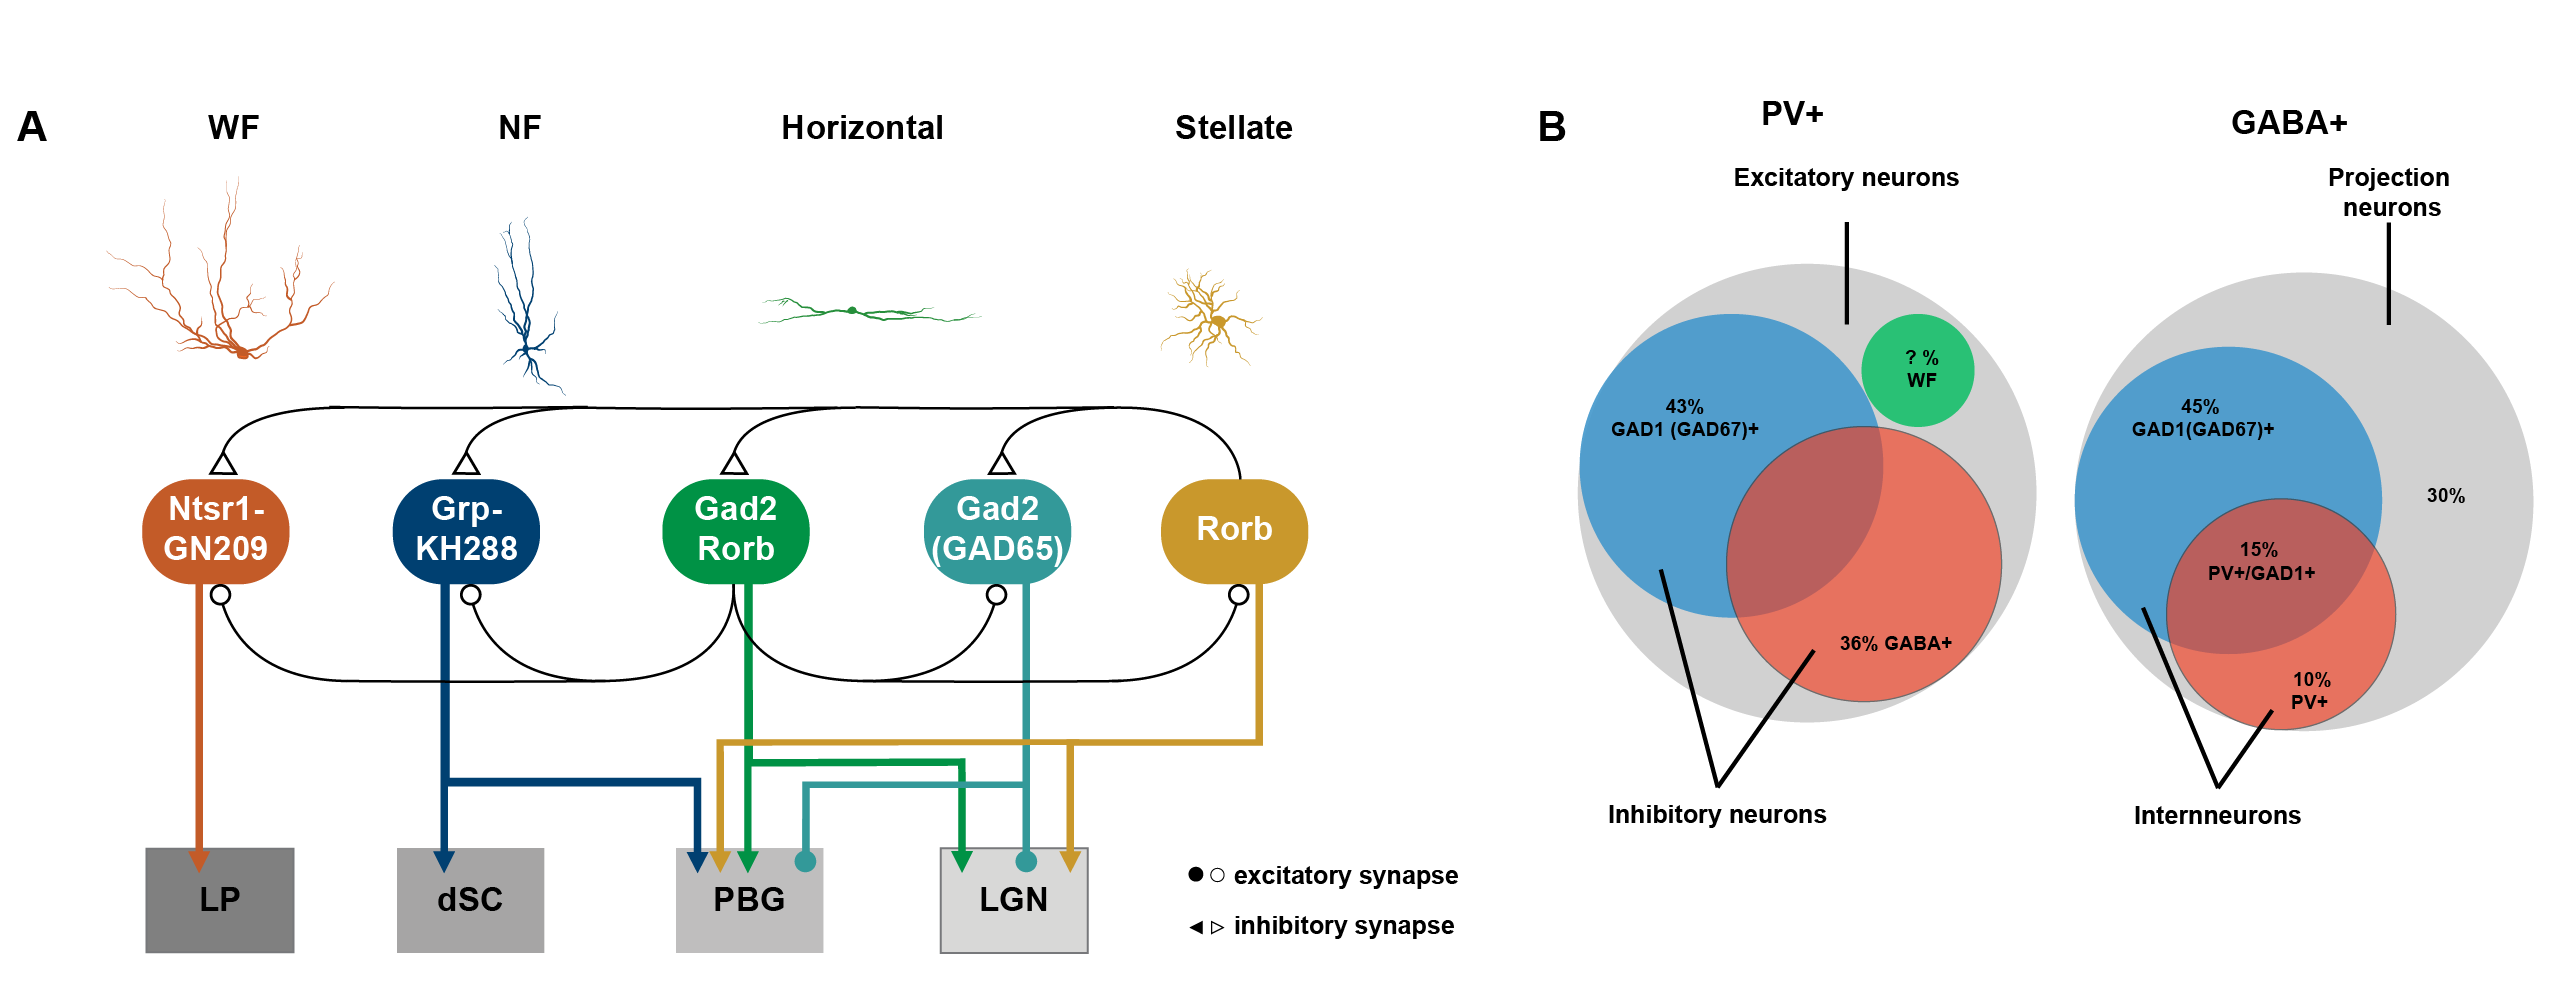 A
WF
NF
Horizontal
Stellate
Ntsr1-
GN209
Grp-
KH288
Gad2
Rorb
Gad2
(GAD65)
Rorb
LP
dSC
PBG
LGN
excitatory synapse
inhibitory synapse
B
PV+
Excitatory neurons
? %
WF
43%
GAD1 (GAD67)+
36% GABA+
Inhibitory neurons
GABA+
Projection
neurons
45%
GAD1(GAD67)+
30%
15%
PV+/GAD1+
10%
PV+
Internneurons